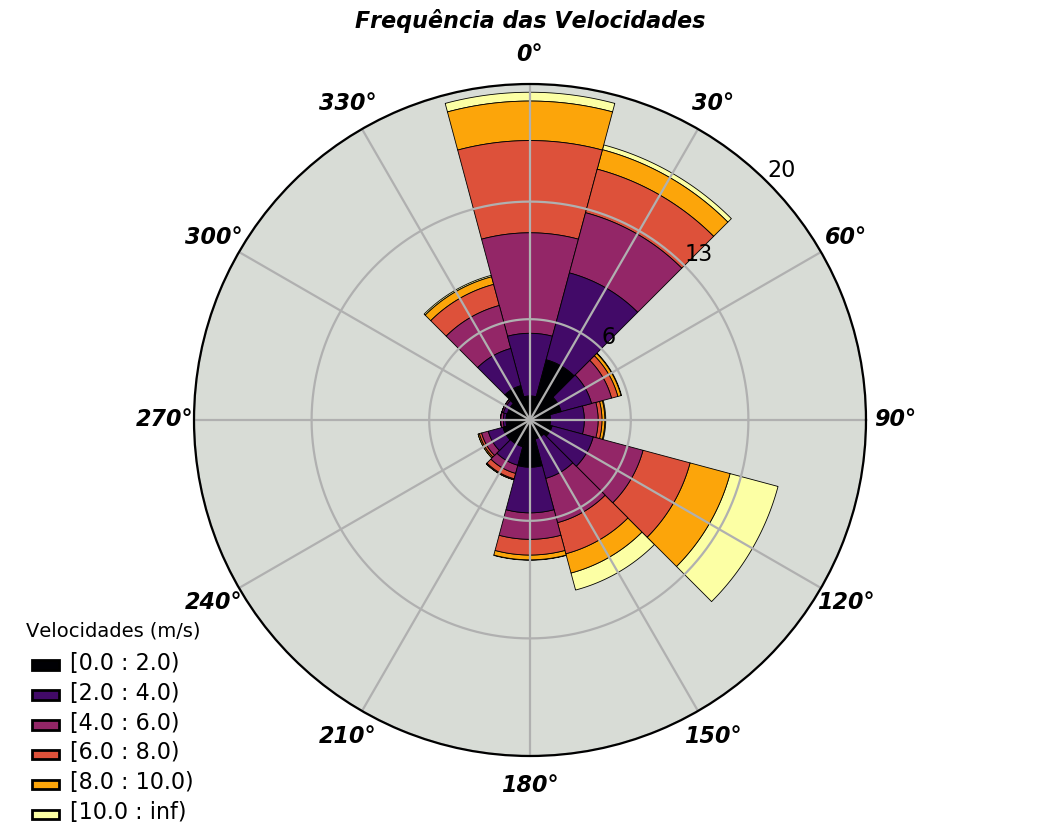 Frequência das Velocidades
0°
330°
30°
20
300°
60°
13
6
270°
90°
240°
120°
210°
150°
180°
Velocidades (m/s)
[0.0 : 2.0)
[2.0 : 4.0)
[4.0 : 6.0)
[6.0 : 8.0)
[8.0 : 10.0)
[10.0 : inf)